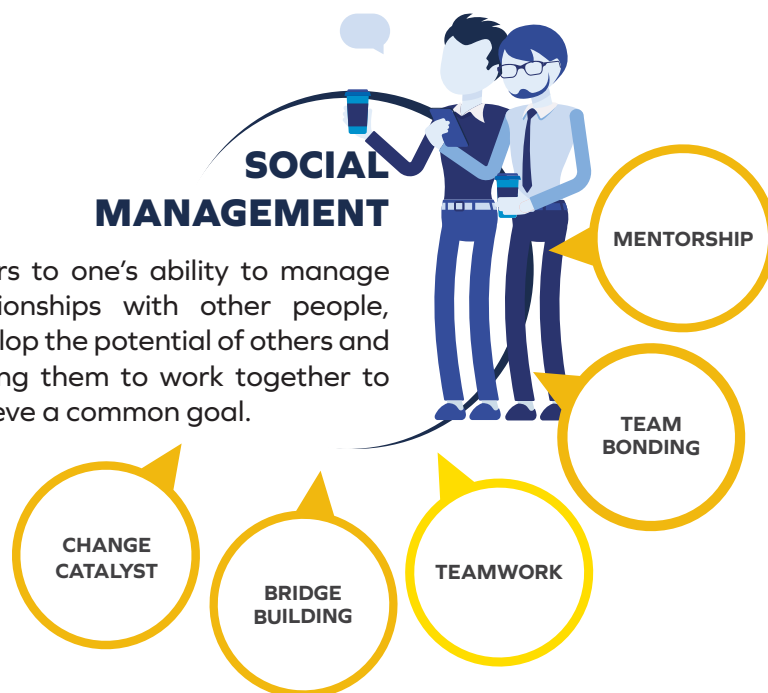 SOCIAL
MANAGEMENT
rs to one's ability to manage
ionships with other people,
lop the potential of others and
ng them to work together to
eve a common goal.
MENTORSHIP
TEAM
BONDING
TEAMWORK
BRIDGE
BUILDING
CHANGE
CATALYST